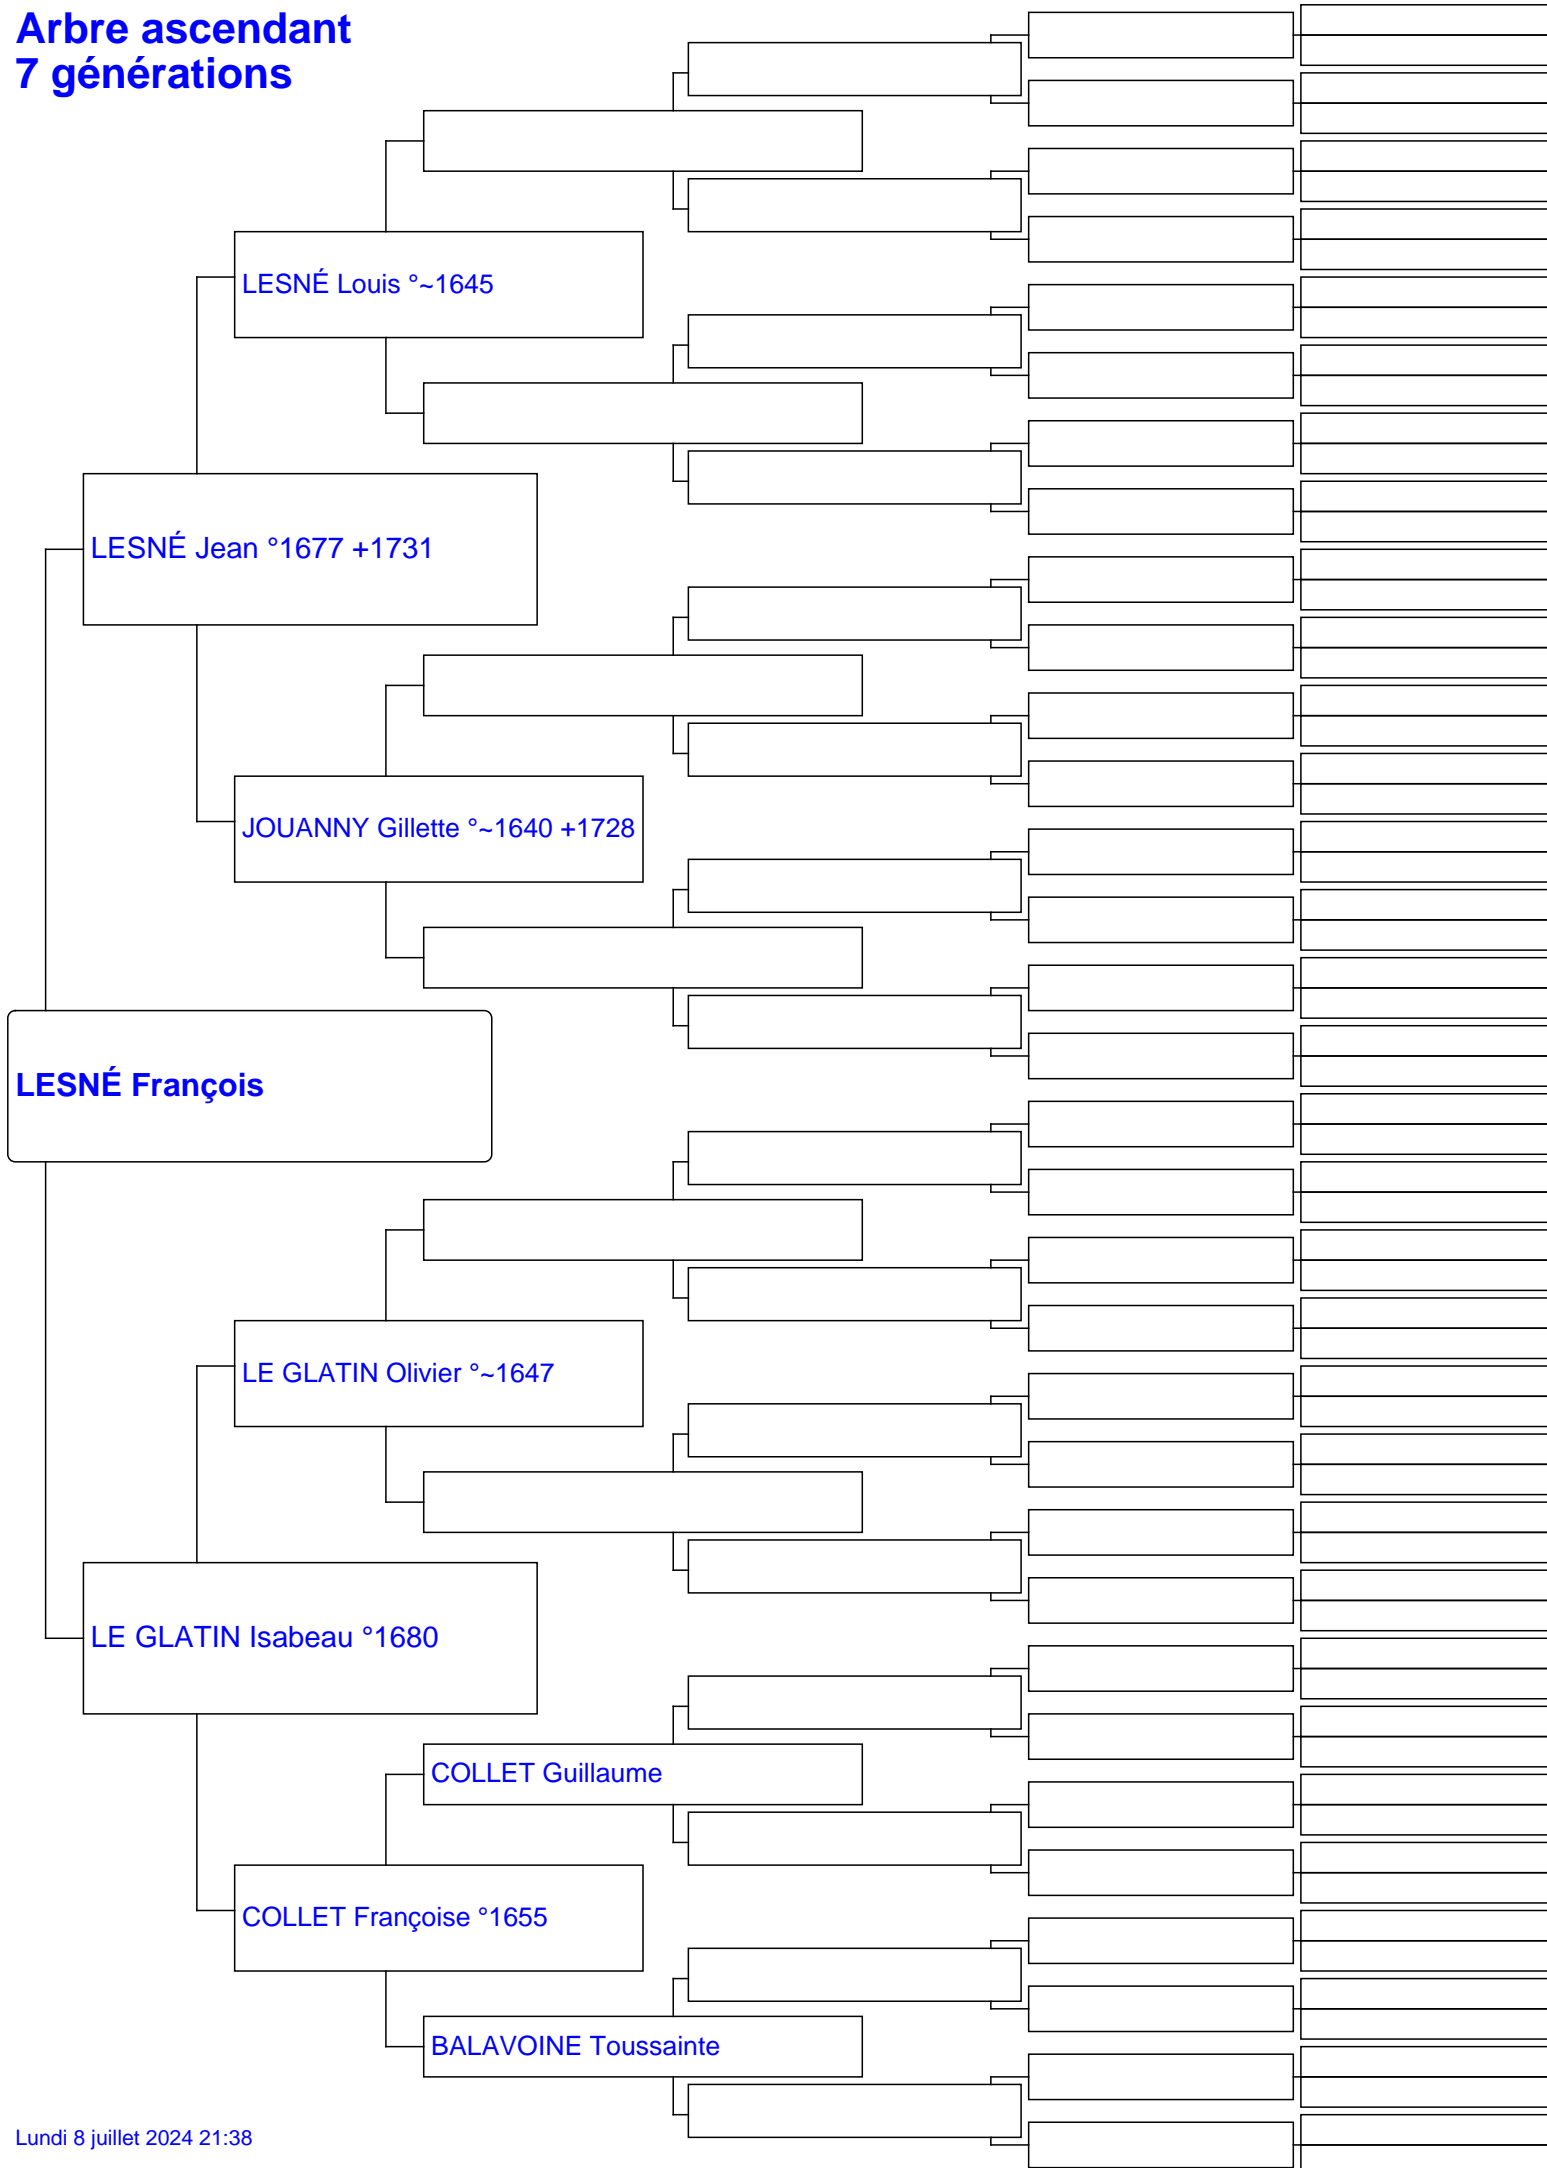 Arbre ascendant
7 générations
LESNÉ Louis °~1645
LESNÉ Jean °1677 +1731
JOUANNY Gillette °~1640 +1728
LESNÉ François
LE GLATIN Olivier °~1647
LE GLATIN Isabeau °1680
COLLET Guillaume
COLLET Françoise °1655
BALAVOINE Toussainte
Lundi 8 juillet 2024 21:38